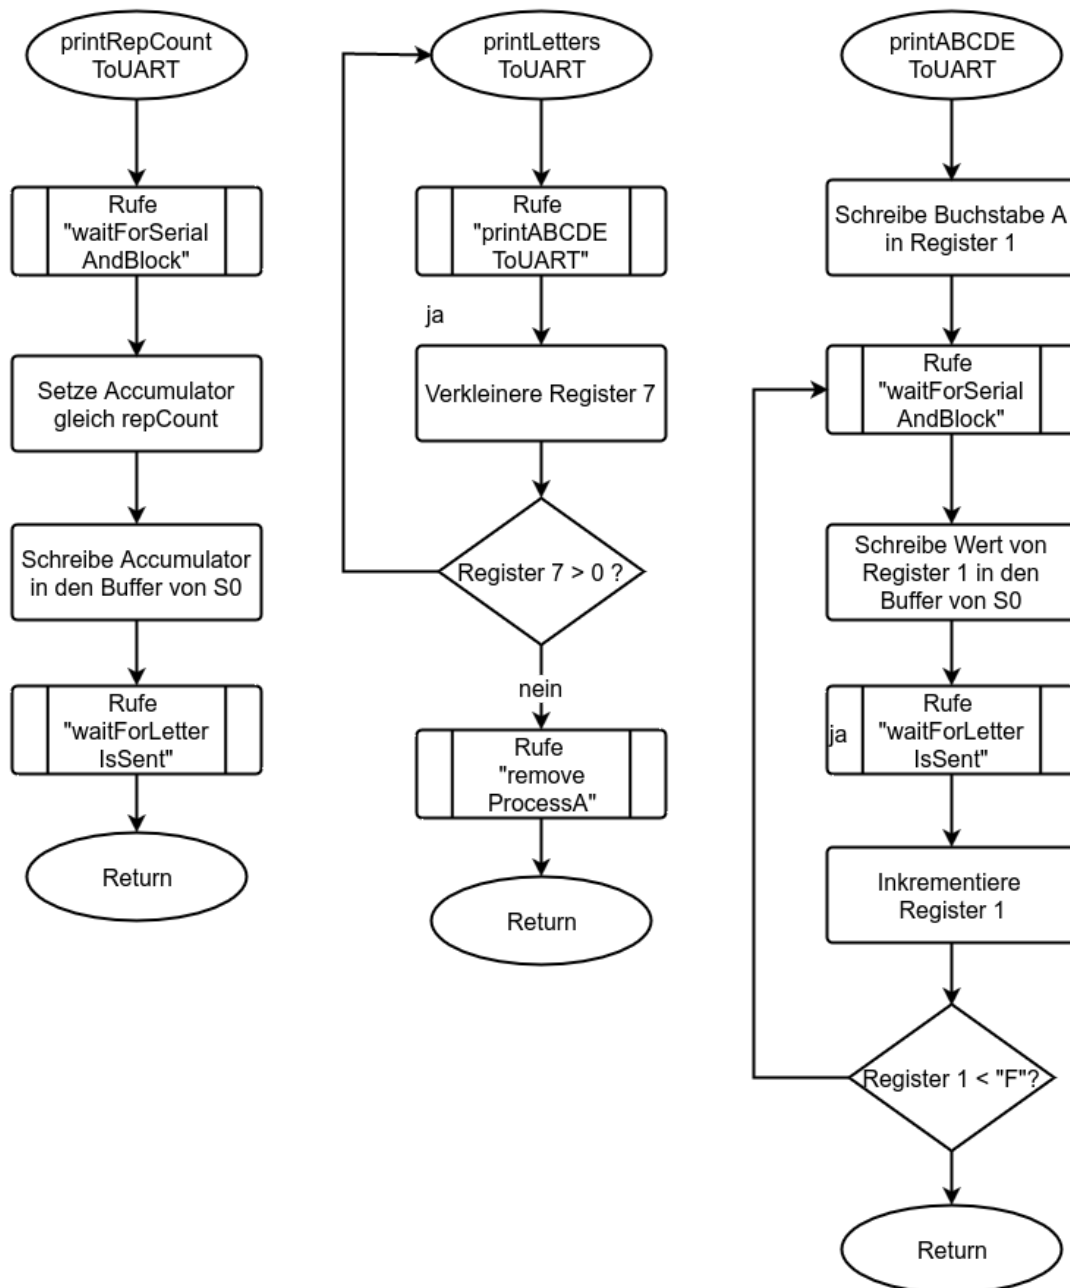 printRepCount
ToUART
Rufe
"waitForSerial
AndBlock"
Setze Accumulator
gleich repCount
Schreibe Accumulator
in den Buffer von S0
Rufe
"waitForLetter
IsSent"
Return
printLetters
ToUART
Rufe
"printABCDE
ToUART"
ja
Verkleinere Register 7
Register 7 > 0 ?
nein
Rufe
"remove
ProcessA"
Return
printABCDE
ToUART
Schreibe Buchstabe A
in Register 1
Rufe
"waitForSerial
AndBlock"
Schreibe Wert von
Register 1 in den
Buffer von S0
ja
Rufe
"waitForLetter
IsSent"
Inkrementiere
Register 1
Register 1 < "F"?
Return